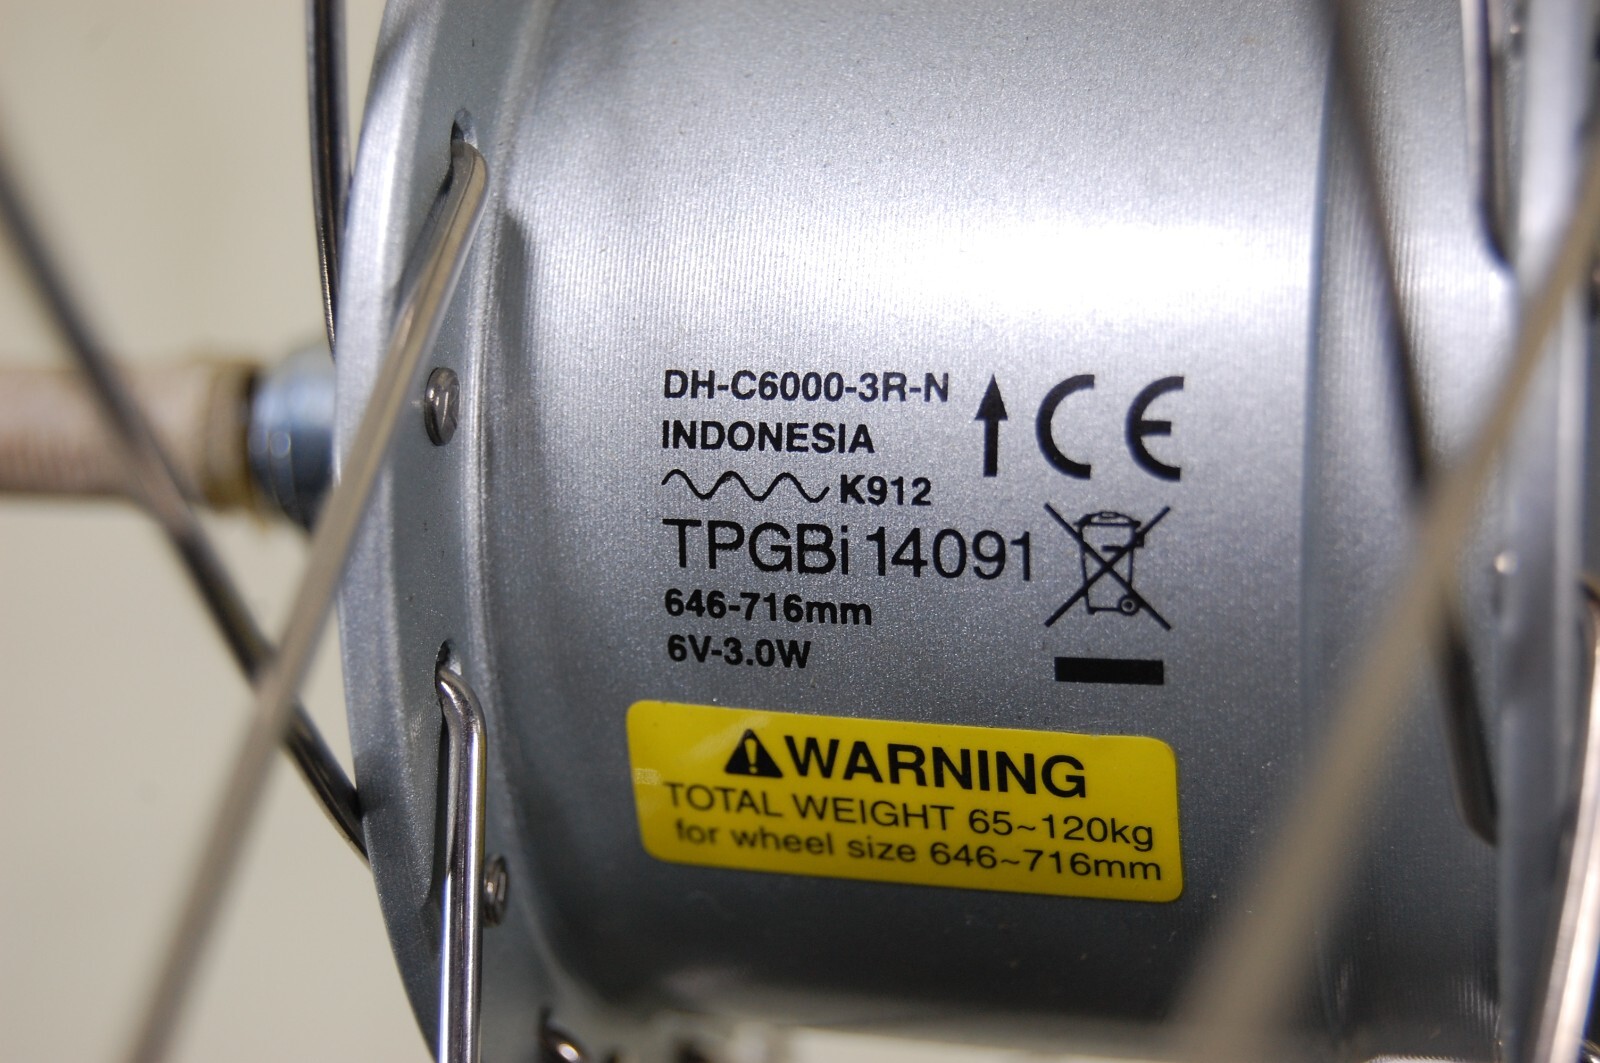 DH-C6000-3R-N
INDONESIA
K912
TPGBi 14091
646-716mm
6V-3.0W
CE
WARNING
TOTAL WEIGHT 65~120kg
for wheel size 646~716mm